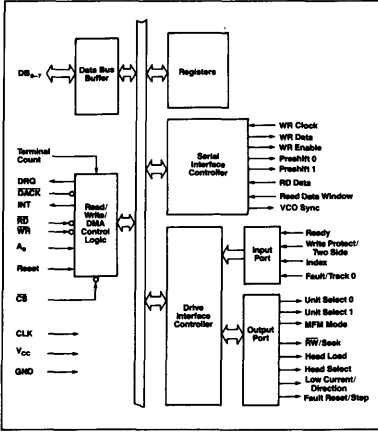 DB₀₋₇
Data Bus
Buffer
Registers
Terminal
Count
DRQ
DACK
INT
RD
WR
A₀
Reset
CS
Read/
Write/
DMA
Control
Logic
CLK
VCC
GND
Serial
Interface
Controller
WR Clock
WR Data
WR Enable
Preshift 0
Preshift 1
RD Data
Read Data Window
VCO Sync
Drive
Interface
Controller
Input
Port
Ready
Write Protect/
Two Side
Index
Fault/Track 0
Output
Port
Unit Select 0
Unit Select 1
MFM Mode
RW/Seek
Head Load
Head Select
Low Current/
Direction
Fault Reset/Step